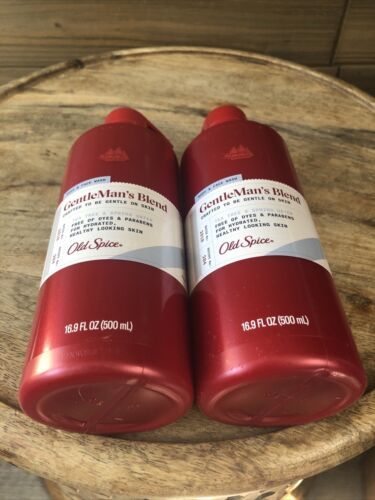 GentleMan's Blend
CRAFTED TO BE GENTLE ON SKIN
FREE OF DYES & PARABENS
FOR HYDRATED,
HEALTHY LOOKING SKIN
Old Spice
16.9 FL OZ (500 mL)
& FACE WASH
GentleMan's Blend
CRAFTED TO BE GENTLE ON SKIN
FREE OF DYES & PARABENS
FOR HYDRATED,
HEALTHY LOOKING SKIN
Old Spice
16.9 FL OZ (500 mL)